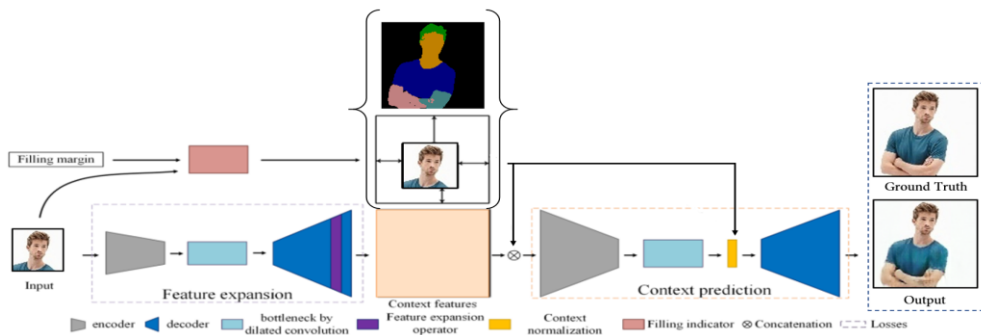 Filling margin
Input
Feature expansion
Context features
Context prediction
Ground Truth
Output
encoder
decoder
bottleneck by
dilated convolution
Feature expansion
operator
Context
normalization
Filling indicator
Concatenation
Losses